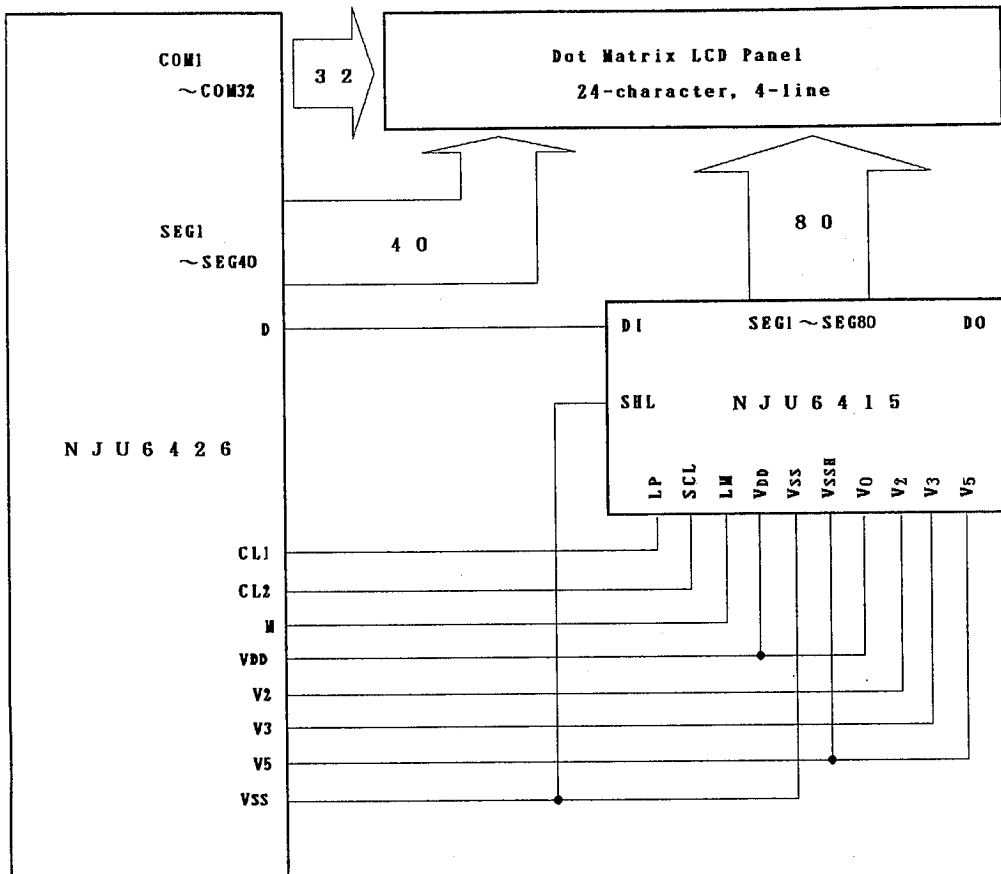 COM1
～COM32
3 2
Dot Matrix LCD Panel
24-character, 4-line
SEG1
～SEG40
4 0
8 0
D
DI
SEG1～SEG80
DO
SHL
N J U 6 4 1 5
N J U 6 4 2 6
LP
SCL
LM
VDD
VSS
VSSH
V0
V2
V3
V5
CL1
CL2
M
VDD
V2
V3
V5
VSS